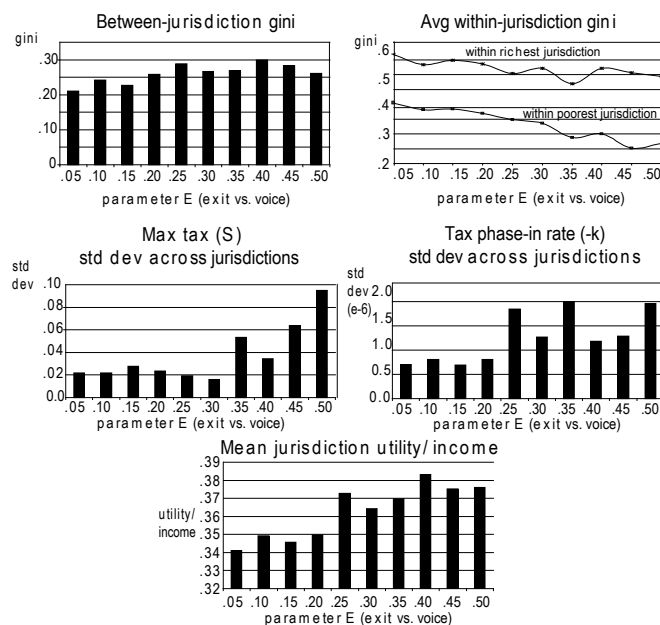 Between-jurisdiction gini
gini
.30
.20
.10
0
.05 .10 .15 .20 .25 .30 .35 .40 .45 .50
parameter E (exit vs. voice)
Avg within-jurisdiction gini
gini
.6
.5
.4
.3
.2
within richest jurisdiction
within poorest jurisdiction
.05 .10 .15 .20 .25 .30 .35 .40 .45 .50
parameter E (exit vs. voice)
Max tax (S)
std dev across jurisdictions
std
dev
.10
.08
.06
.04
.02
0.0
.05 .10 .15 .20 .25 .30 .35 .40 .45 .50
parameter E (exit vs. voice)
Tax phase-in rate (-k)
std dev across jurisdictions
std
dev
(e-6)
2.0
1.5
1.0
0.5
0.0
.05 .10 .15 .20 .25 .30 .35 .40 .45 .50
parameter E (exit vs. voice)
Mean jurisdiction utility/income
utility/
income
.39
.38
.37
.36
.35
.34
.33
.32
.05 .10 .15 .20 .25 .30 .35 .40 .45 .50
parameter E (exit vs. voice)